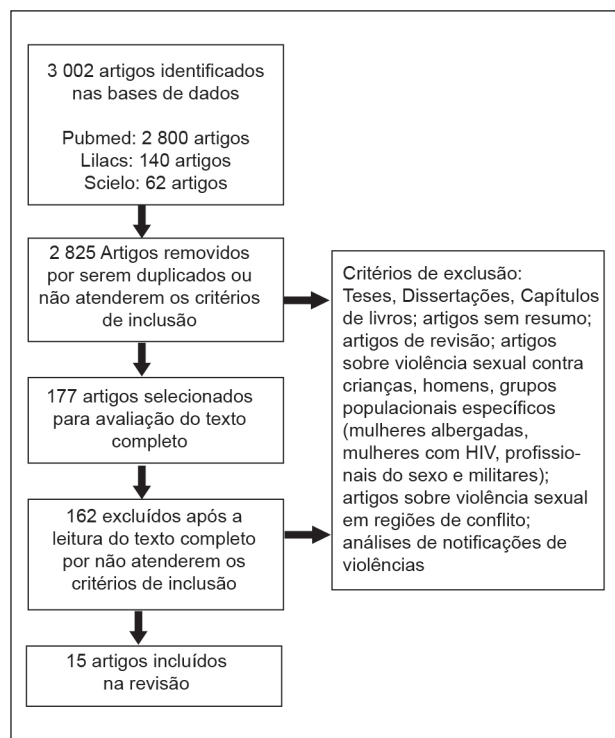 3 002 artigos identificados
nas bases de dados
Pubmed: 2 800 artigos
Lilacs: 140 artigos
Scielo: 62 artigos
2 825 Artigos removidos
por serem duplicados ou
não atenderem os critérios
de inclusão
177 artigos selecionados
para avaliação do texto
completo
162 excluídos após a
leitura do texto completo
por não atenderem os
critérios de inclusão
15 artigos incluídos
na revisão
Critérios de exclusão:
Teses, Dissertações, Capítulos
de livros; artigos sem resumo;
artigos de revisão; artigos
sobre violência sexual contra
crianças, homens, grupos
populacionais específicos
(mulheres albergadas,
mulheres com HIV, profissio-
nais do sexo e militares);
artigos sobre violência sexual
em regiões de conflito;
análises de notificações de
violências